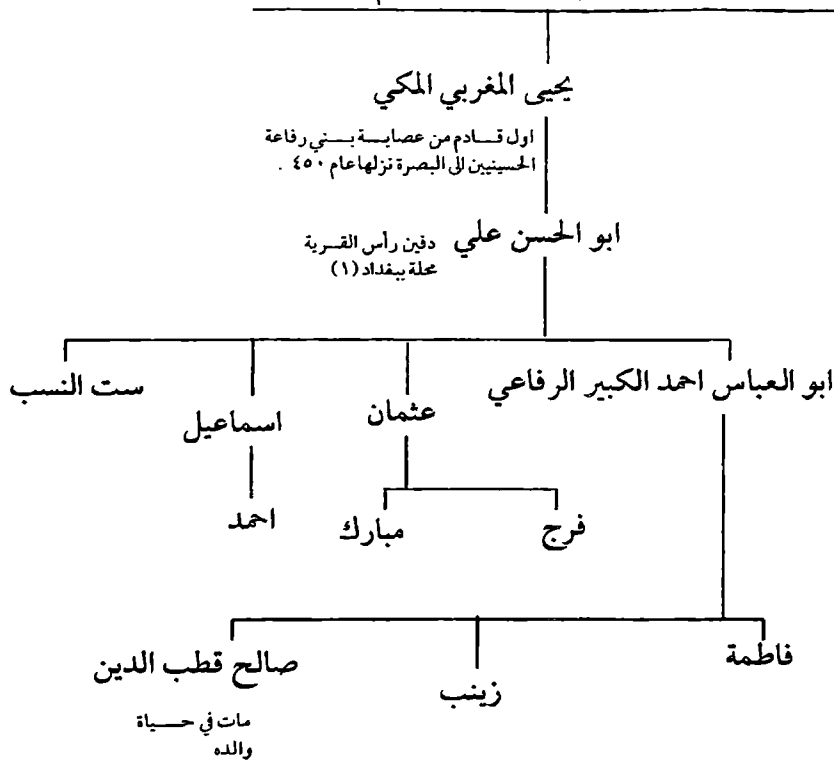 يحيى المغربي المكي
اول قادم من عصابة بني رفاعة
الحسينيين الى البصرة نزلها عام ٤٥٠ .
ابو الحسن علي
دفين رأس القرية
محلة ببغداد (١)
ابو العباس احمد الكبير الرفاعي
عثمان
اسماعيل
ست النسب
فرج
مبارك
احمد
فاطمة
زينب
صالح قطب الدين
مات في حياة
والده